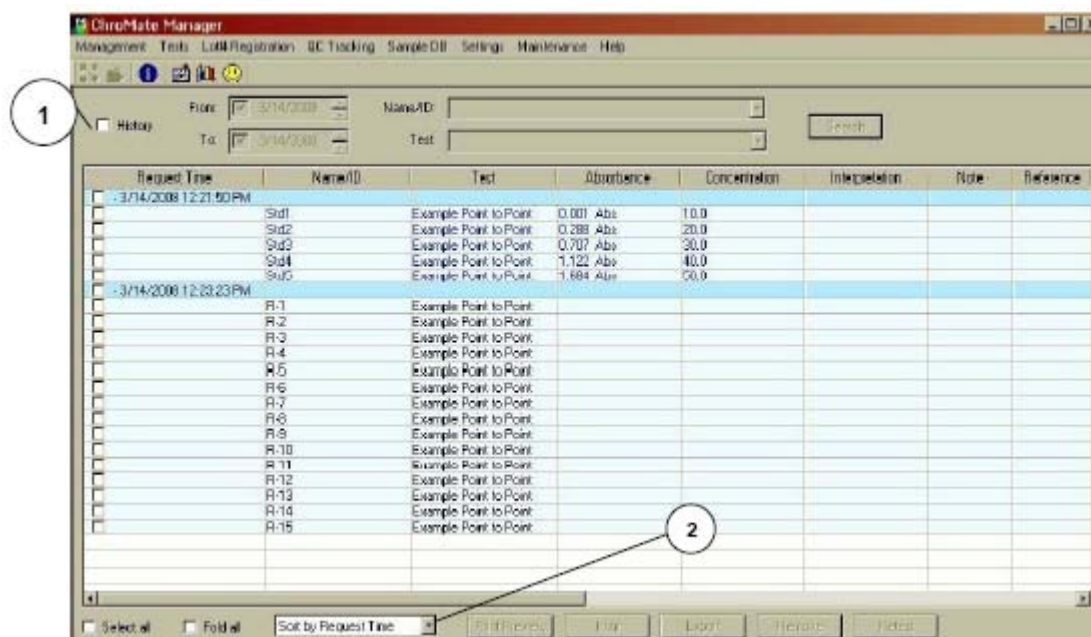 ChroMate Manager
Management Tests Lot# Registration QC Tracking Sample DB Settings Maintenance Help
1
From: 3/14/2008 Name/ID:
History Search
To: 3/14/2008 Test:
Request Time Name/ID Test Absorbance Concentration Interpretation Note Reference
- 3/14/2008 12:21:50 PM
Std1 Example Point to Point 0.001 Abs 10.0
Std2 Example Point to Point 0.288 Abs 20.0
Std3 Example Point to Point 0.707 Abs 30.0
Std4 Example Point to Point 1.122 Abs 40.0
Std5 Example Point to Point 1.684 Abs 50.0
- 3/14/2008 12:23:23 PM
R-1 Example Point to Point
R-2 Example Point to Point
R-3 Example Point to Point
R-4 Example Point to Point
R-5 Example Point to Point
R-6 Example Point to Point
R-7 Example Point to Point
R-8 Example Point to Point
R-9 Example Point to Point
R-10 Example Point to Point
R-11 Example Point to Point
R-12 Example Point to Point
R-13 Example Point to Point
R-14 Example Point to Point
R-15 Example Point to Point
2
Select all Fold all Sort by Request Time Print Preview Print Export Remove